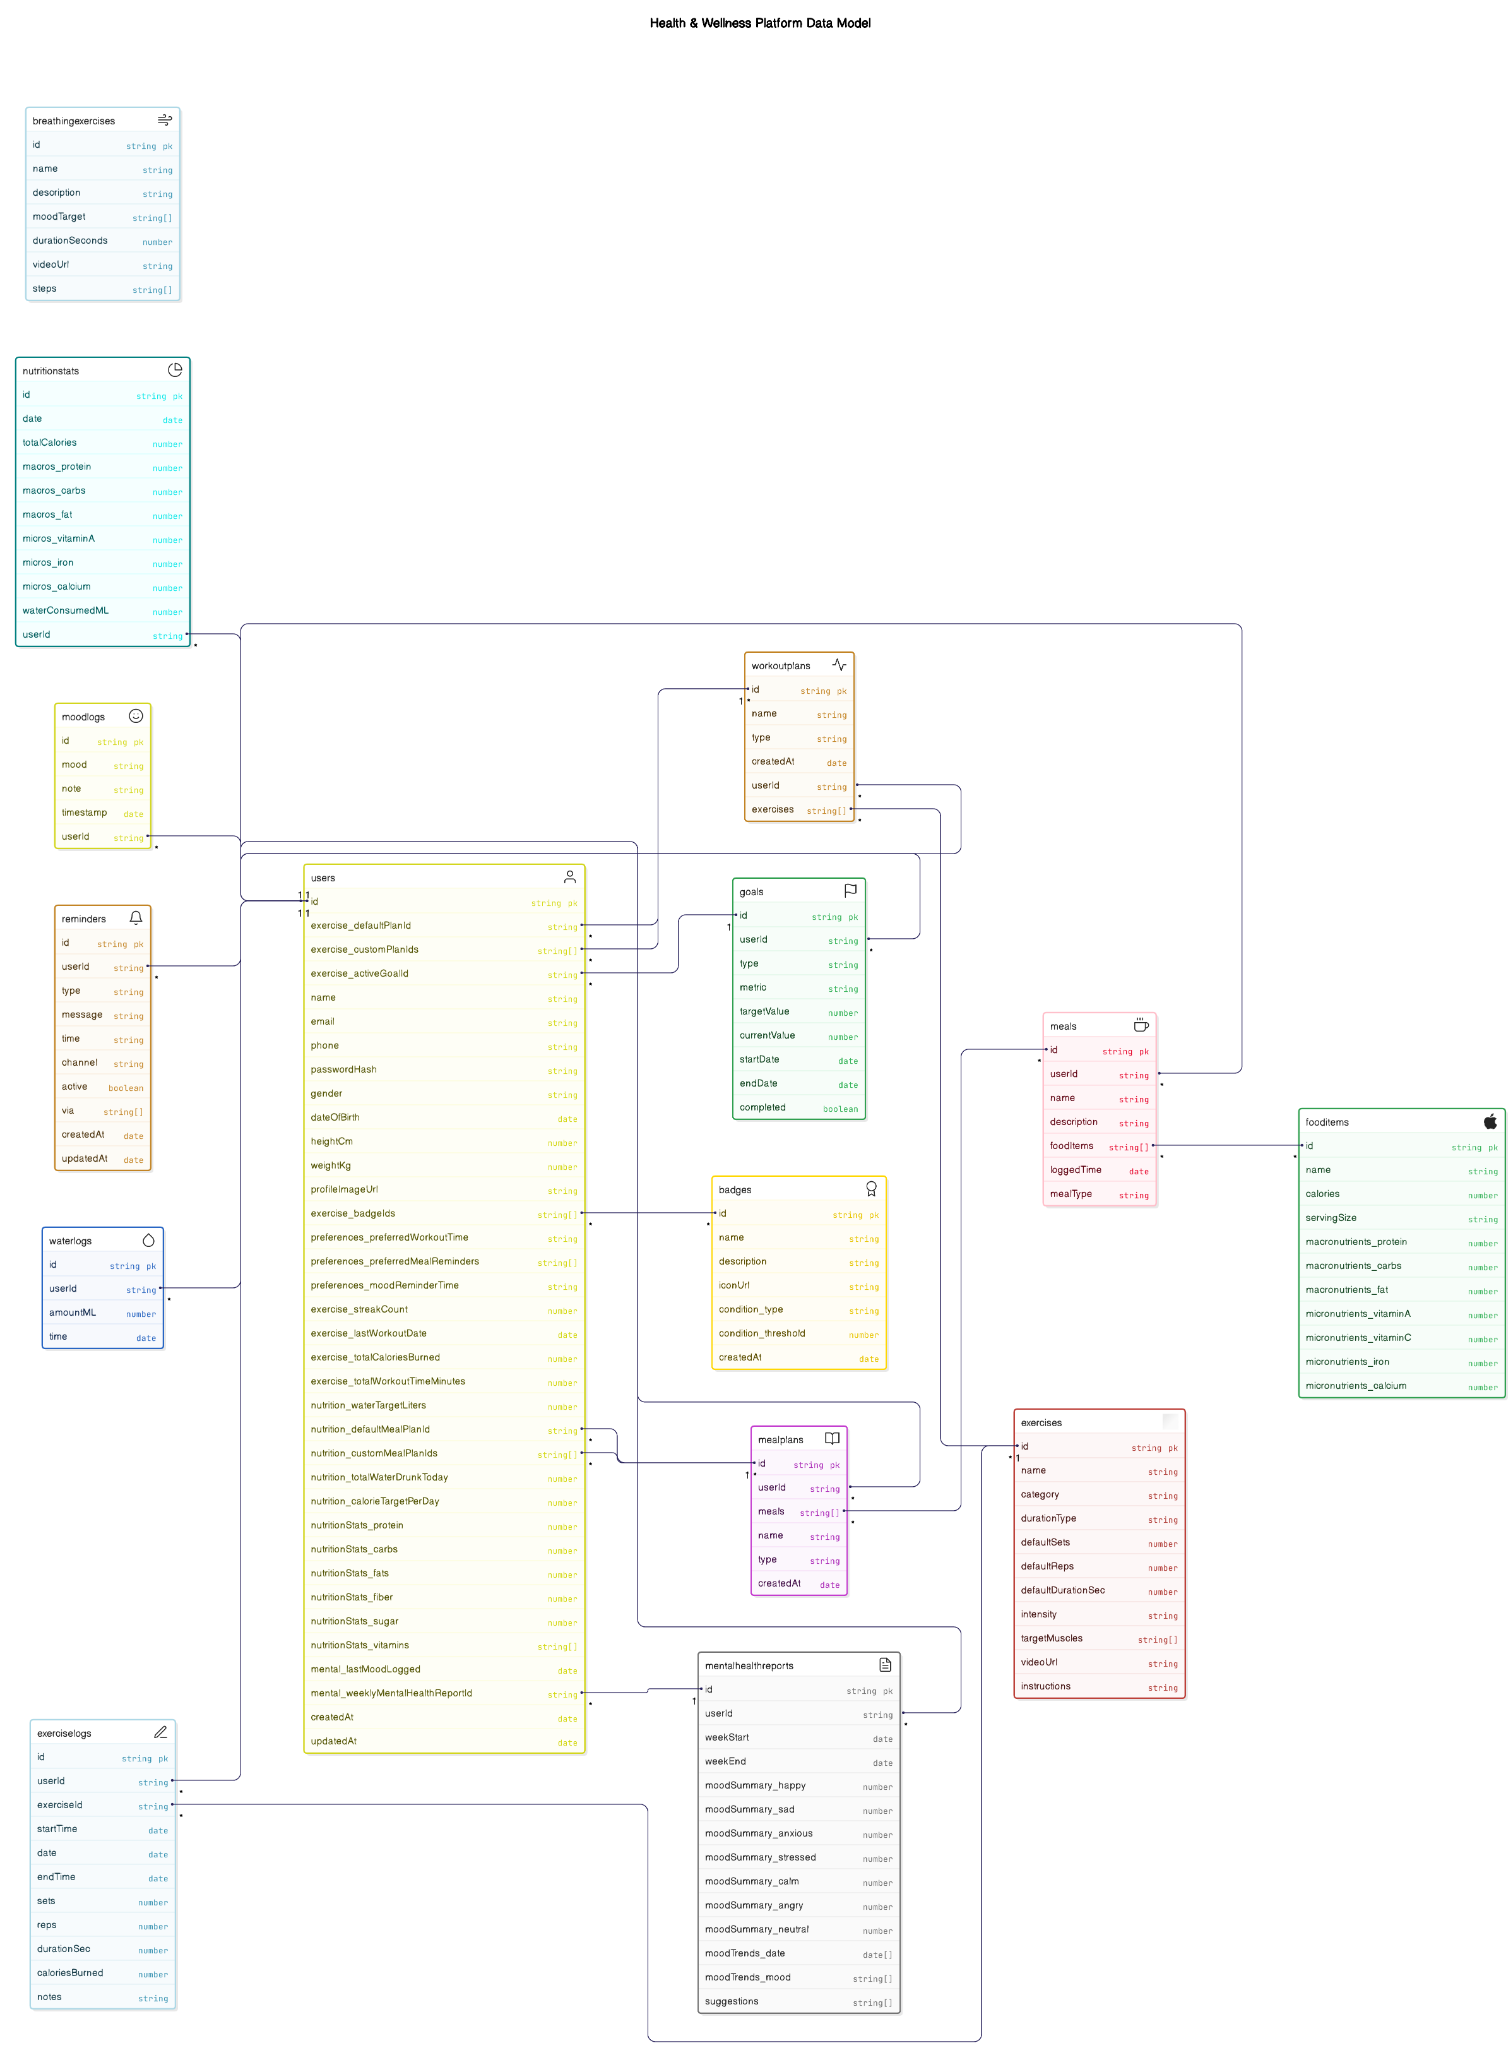 Health & Wellness Platform Data Model
breathingexercises
id string pk
name string
description string
moodTarget string[]
durationSeconds number
videoUrl string
steps string[]
nutritionstats
id string pk
date date
totalCalories number
macros_protein number
macros_carbs number
macros_fat number
micros_vitaminA number
micros_iron number
micros_calcium number
waterConsumedML number
userId string
*
moodlogs
id string pk
mood string
note string
timestamp date
userId string
*
reminders
id string pk
userId string
*
type string
message string
time string
channel string
active boolean
via string[]
createdAt date
updatedAt date
waterlogs
id string pk
userId string
*
amountML number
time date
exerciselogs
id string pk
userId string
*
exerciseId string
*
startTime date
date date
endTime date
sets number
reps number
durationSec number
caloriesBurned number
notes string
users
1 1
id string pk
1 1
exercise_defaultPlanId string
*
exercise_customPlanIds string[]
*
exercise_activeGoalId string
*
name string
email string
phone string
passwordHash string
gender string
dateOfBirth date
heightCm number
weightKg number
profileImageUrl string
exercise_badgeIds string[]
*
preferences_preferredWorkoutTime string
preferences_preferredMealReminders string[]
preferences_moodReminderTime string
exercise_streakCount number
exercise_lastWorkoutDate date
exercise_totalCaloriesBurned number
exercise_totalWorkoutTimeMinutes number
nutrition_waterTargetLiters number
nutrition_defaultMealPlanId string
*
nutrition_customMealPlanIds string[]
*
nutrition_totalWaterDrunkToday number
nutrition_calorieTargetPerDay number
nutritionStats_protein number
nutritionStats_carbs number
nutritionStats_fats number
nutritionStats_fiber number
nutritionStats_sugar number
nutritionStats_vitamins string[]
mental_lastMoodLogged date
mental_weeklyMentalHealthReportId string
*
createdAt date
updatedAt date
workoutplans
id string pk
1 *
name string
type string
createdAt date
userId string
*
exercises string[]
*
goals
id string pk
1
userId string
*
type string
metric string
targetValue number
currentValue number
startDate date
endDate date
completed boolean
badges
id string pk
*
name string
description string
iconUrl string
condition_type string
condition_threshold number
createdAt date
mealplans
id string pk
1 *
userId string
*
meals string[]
*
name string
type string
createdAt date
mentalhealthreports
id string pk
1
userId string
*
weekStart date
weekEnd date
moodSummary_happy number
moodSummary_sad number
moodSummary_anxious number
moodSummary_stressed number
moodSummary_calm number
moodSummary_angry number
moodSummary_neutral number
moodTrends_date date[]
moodTrends_mood string[]
suggestions string[]
meals
id string pk
*
userId string
*
name string
description string
foodItems string[]
*
loggedTime date
mealType string
exercises
id string pk
* 1
name string
category string
durationType string
defaultSets number
defaultReps number
defaultDurationSec number
intensity string
targetMuscles string[]
videoUrl string
instructions string
fooditems
id string pk
*
name string
calories number
servingSize string
macronutrients_protein number
macronutrients_carbs number
macronutrients_fat number
micronutrients_vitaminA number
micronutrients_vitaminC number
micronutrients_iron number
micronutrients_calcium number